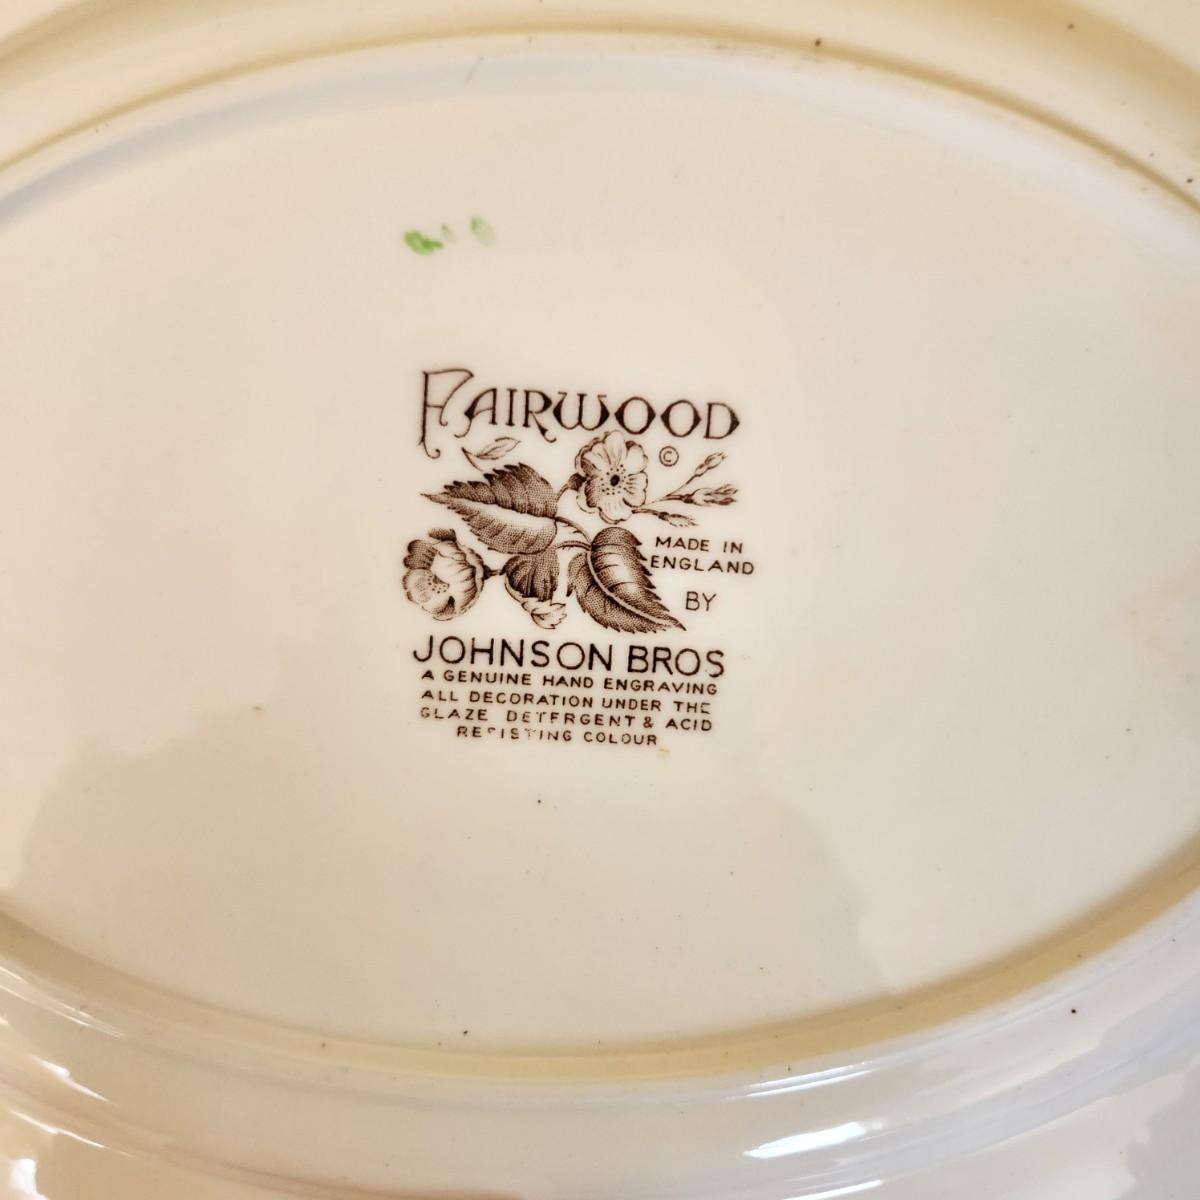 FAIRWOOD
©
MADE IN
ENGLAND
BY
JOHNSON BROS
A GENUINE HAND ENGRAVING
ALL DECORATION UNDER THE
GLAZE DETERGENT & ACID
RESISTING COLOUR